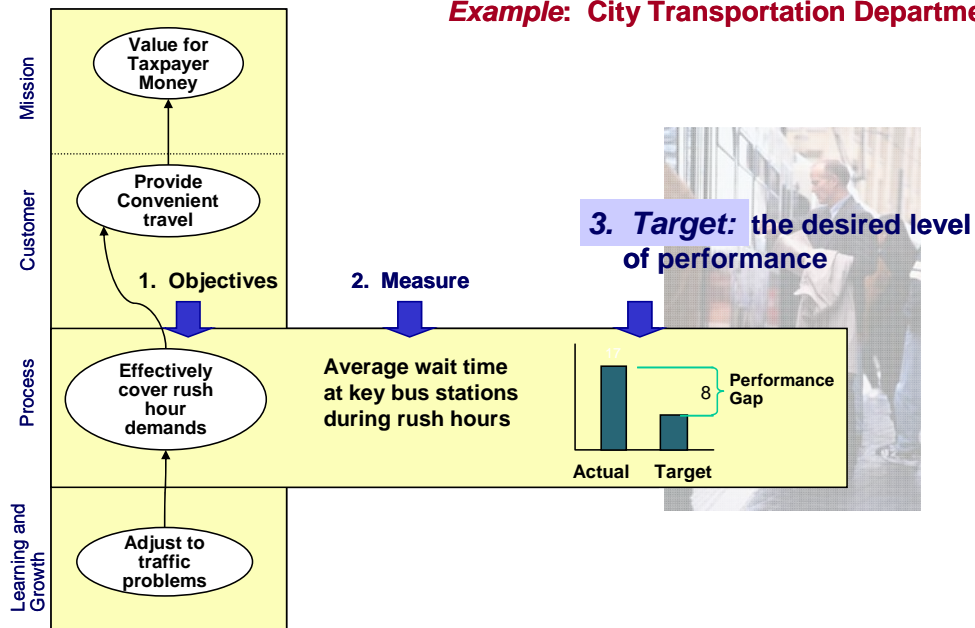 Example: City Transportation Departme
Mission
Value for
Taxpayer
Money
Customer
Provide
Convenient
travel
3. Target: the desired level
of performance
1. Objectives
2. Measure
Process
Effectively
cover rush
hour
demands
Average wait time
at key bus stations
during rush hours
17
8
Performance
Gap
Actual
Target
Learning and
Growth
Adjust to
traffic
problems